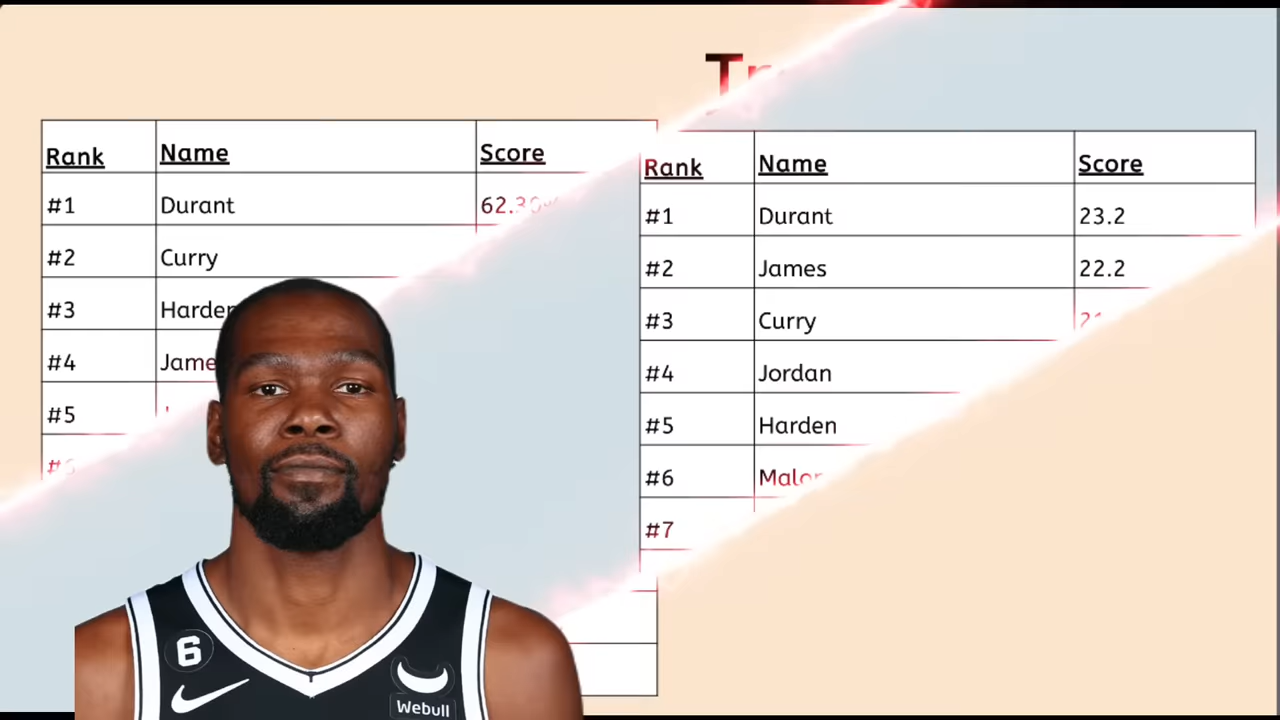 Rank Name Score
#1 Durant
#2 Curry
#3 Harden
#4
#5
Rank Name Score
#1 Durant 23.2
#2 James 22.2
#3 Curry
#4 Jordan
#5 Harden
#6
#7
6
Webull